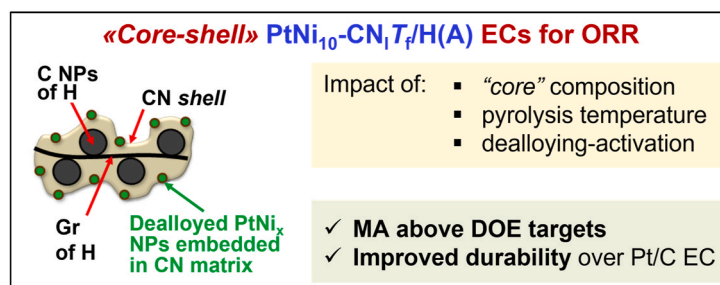 «Core-shell» PtNi₁₀-CNₗT_f/H(A) ECs for ORR
C NPs
of H
CN shell
Gr
of H
Dealloyed PtNiₓ
NPs embedded
in CN matrix
Impact of:
▪ “core” composition
▪ pyrolysis temperature
▪ dealloying-activation
✓ MA above DOE targets
✓ Improved durability over Pt/C EC